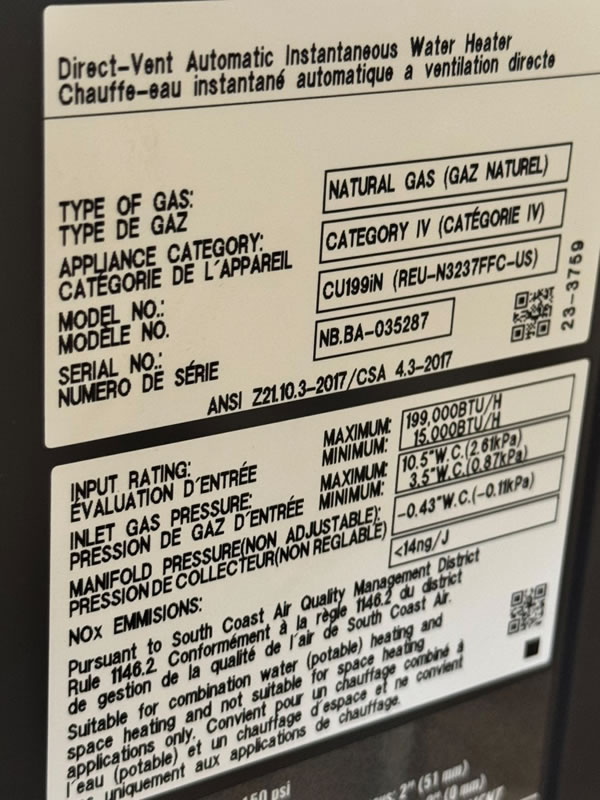 Direct-Vent Automatic Instantaneous Water Heater
Chauffe-eau instantané automatique a ventilation directe
TYPE OF GAS: NATURAL GAS (GAZ NATUREL)
TYPE DE GAZ
APPLIANCE CATEGORY: CATEGORY IV (CATÉGORIE IV)
CATÉGORIE DE L'APPAREIL
MODEL NO.: CU199iN (REU-N3237FFC-US)
MODÈLE NO.
SERIAL NO.: NB.BA-035287
NUMERO DE SÉRIE
23-3759
ANSI Z21.10.3-2017/CSA 4.3-2017
INPUT RATING: MAXIMUM: 199,000BTU/H
ÉVALUATION D'ENTRÉE MINIMUM: 15,000BTU/H
INLET GAS PRESSURE: MAXIMUM: 10.5"W.C.(2.61kPa)
PRESSION DE GAZ D'ENTRÉE MINIMUM: 3.5"W.C.(0.87kPa)
MANIFOLD PRESSURE(NON ADJUSTABLE): -0.43"W.C.(-0.11kPa)
PRESSION DE COLLECTEUR(NON RÉGLABLE)
NOx EMMISIONS: <14ng/J
Pursuant to South Coast Air Quality Management District
Rule 1146.2 Conformément à la règle 1146.2 du district
de gestion de la qualité de l'air de South Coast Air.
Suitable for combination water (potable) heating and
space heating and not suitable for space heating
applications only. Convient pour un chauffage combiné à
l'eau (potable) et un chauffage d'espace et ne convient
uniquement aux applications de chauffage.
150 psi
2" (51 mm)
(0 mm)